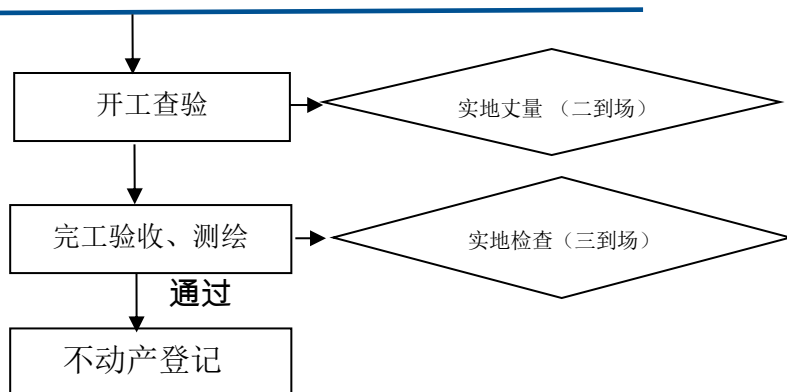 开工查验
实地丈量 （二到场）
完工验收、测绘
实地检查（三到场）
通过
不动产登记